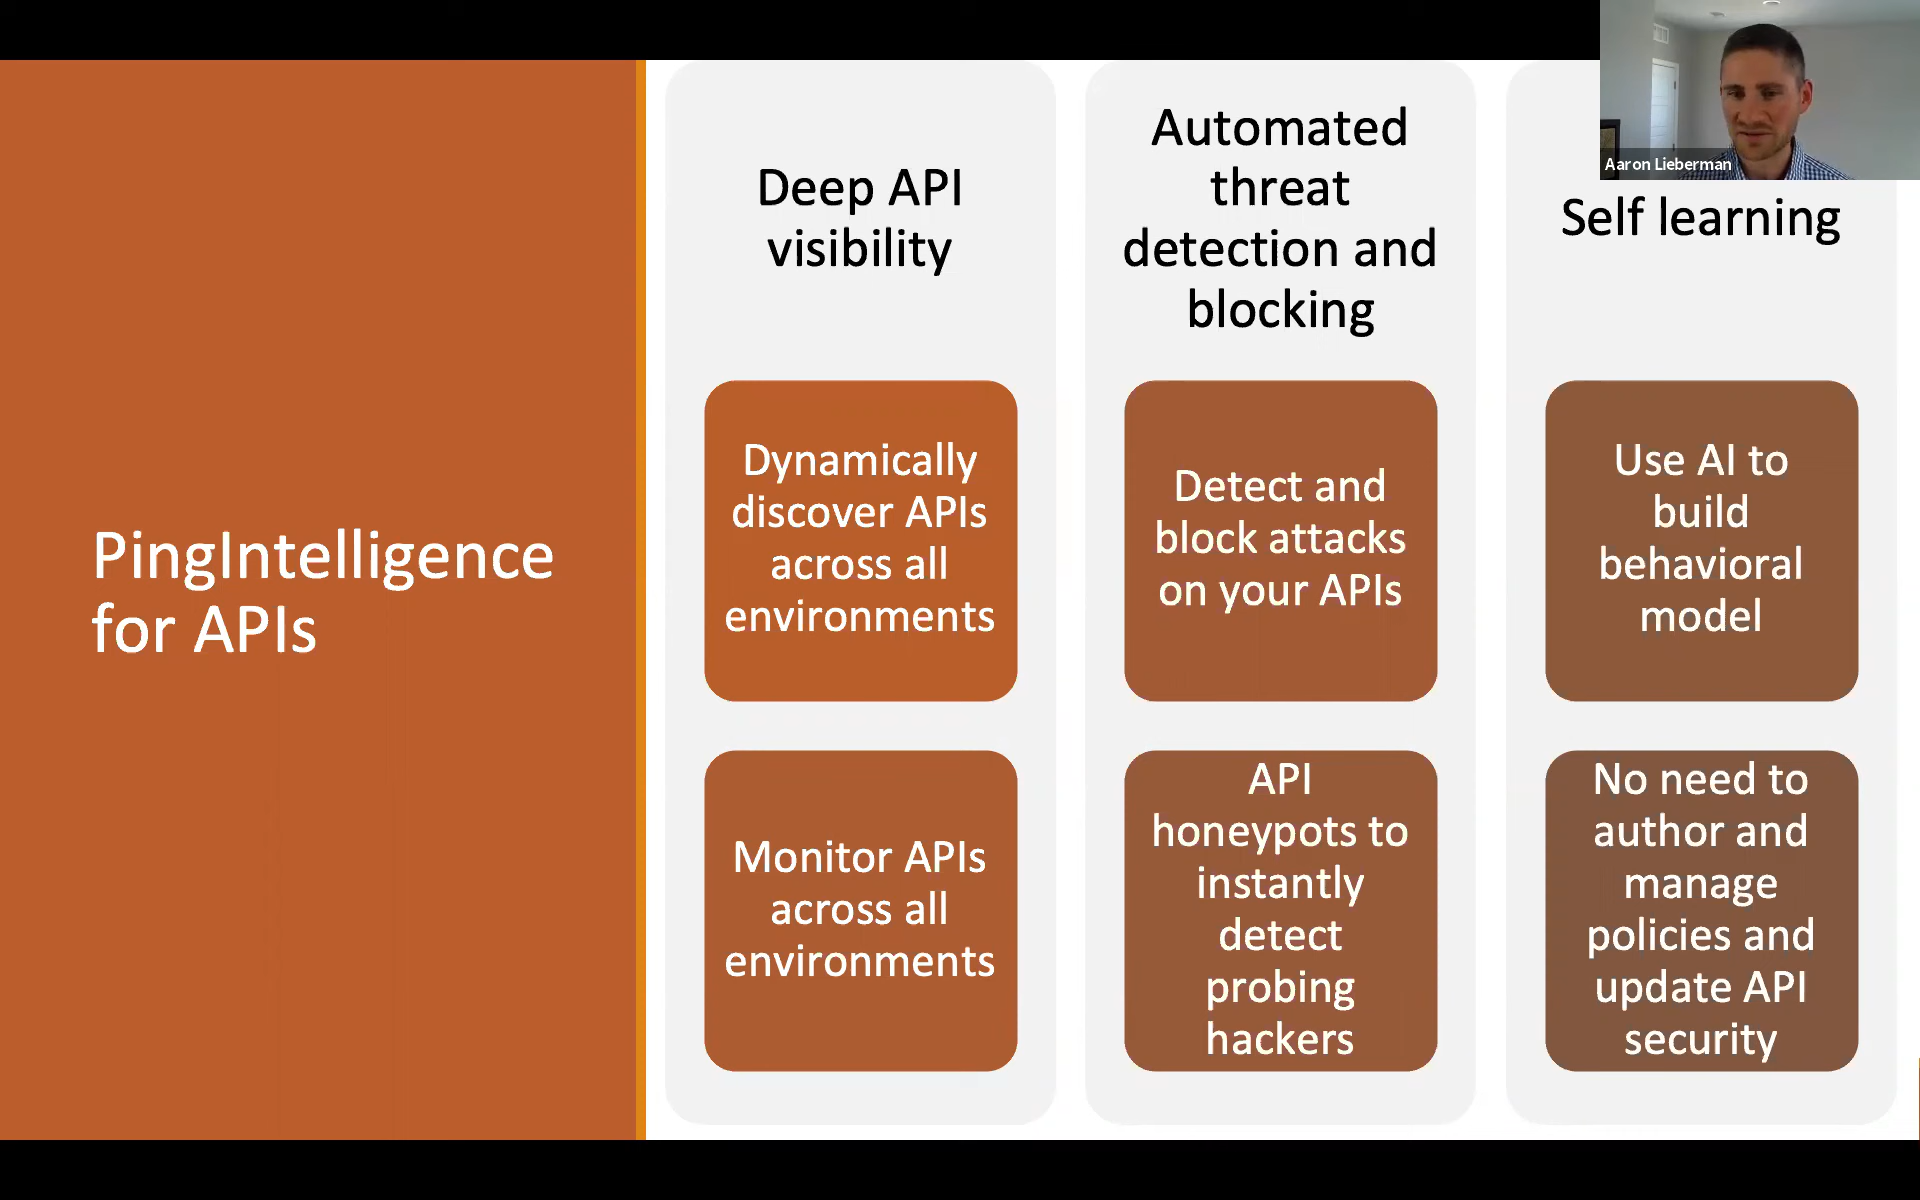 PingIntelligence
for APIs
Deep API
visibility
Dynamically
discover APIs
across all
environments
Monitor APIs
across all
environments
Automated
threat
detection and
blocking
Detect and
block attacks
on your APIs
API
honeypots to
instantly
detect
probing
hackers
Aaron Lieberman
Self learning
Use AI to
build
behavioral
model
No need to
author and
manage
policies and
update API
security